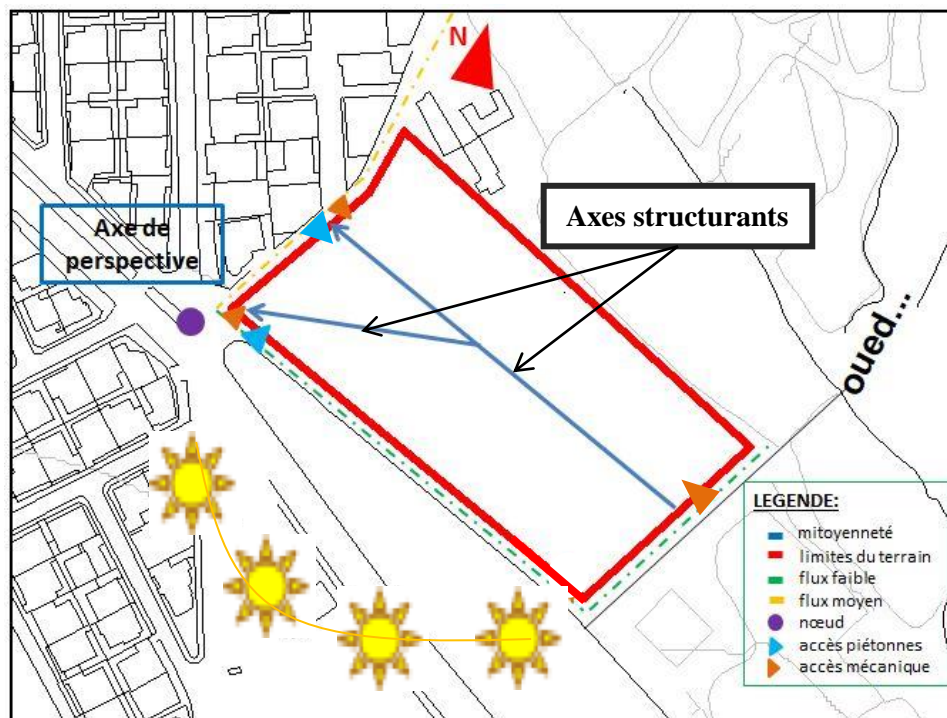 N
Axes structurants
Axe de
perspective
oued...
LEGENDE:
mitoyenneté
limites du terrain
flux faible
flux moyen
nœud
accès piétonnes
accès mécanique